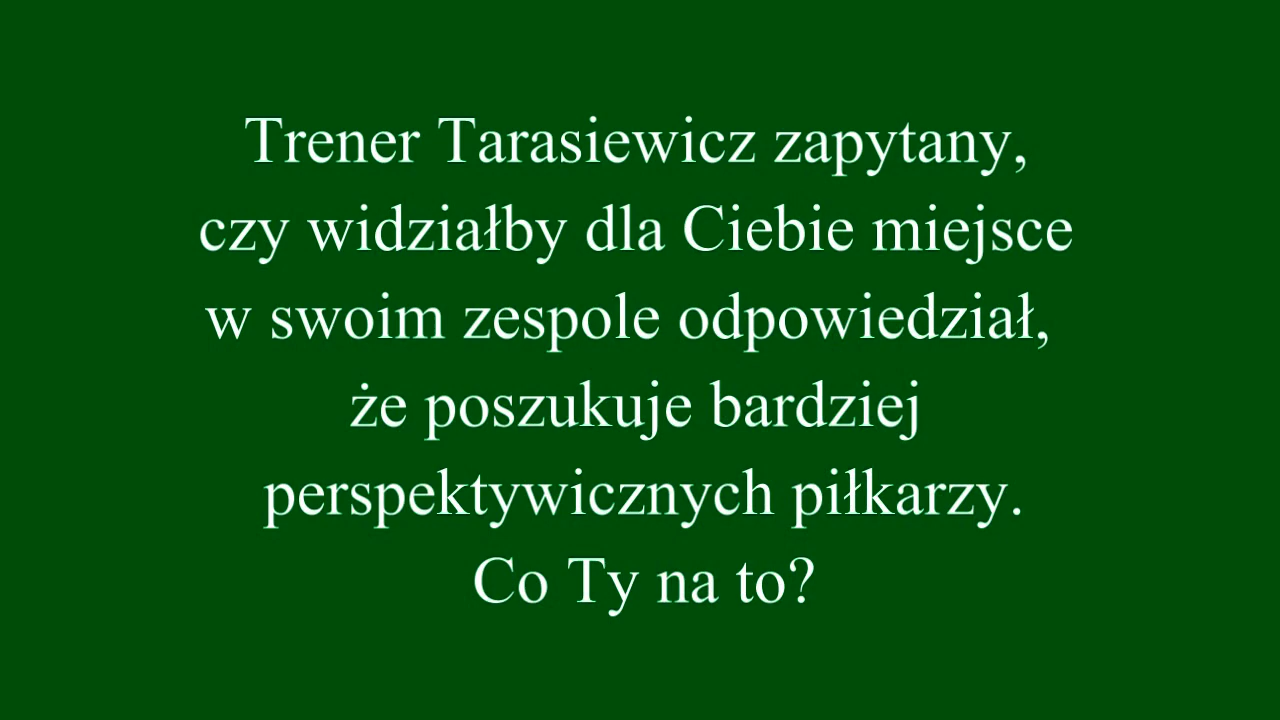 Trener Tarasiewicz zapytany,
czy widziałby dla Ciebie miejsce
w swoim zespole odpowiedział,
że poszukuje bardziej
perspektywicznych piłkarzy.
Co Ty na to?